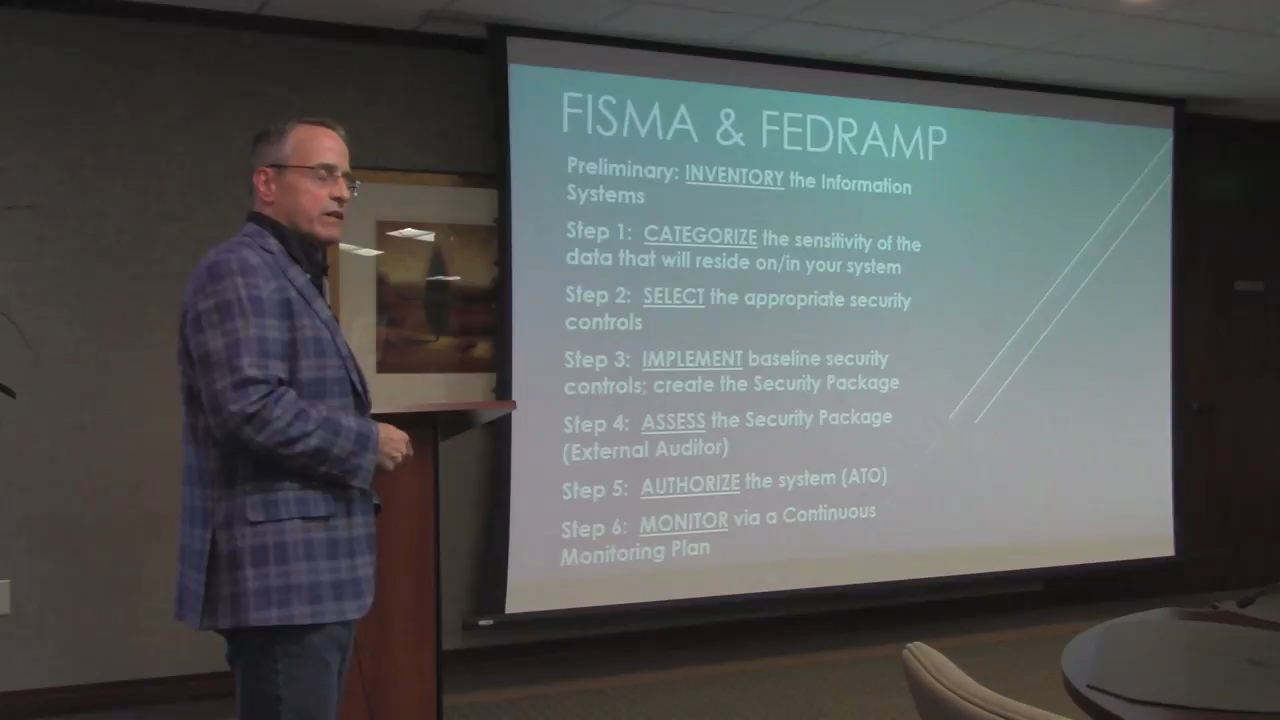 FISMA & FEDRAMP
Preliminary: INVENTORY the Information
Systems
Step 1: CATEGORIZE the sensitivity of the
data that will reside on/in your system
Step 2: SELECT the appropriate security
controls
Step 3: IMPLEMENT baseline security
controls; create the Security Package
Step 4: ASSESS the Security Package
(External Auditor)
Step 5: AUTHORIZE the system (ATO)
Step 6: MONITOR via a Continuous
Monitoring Plan